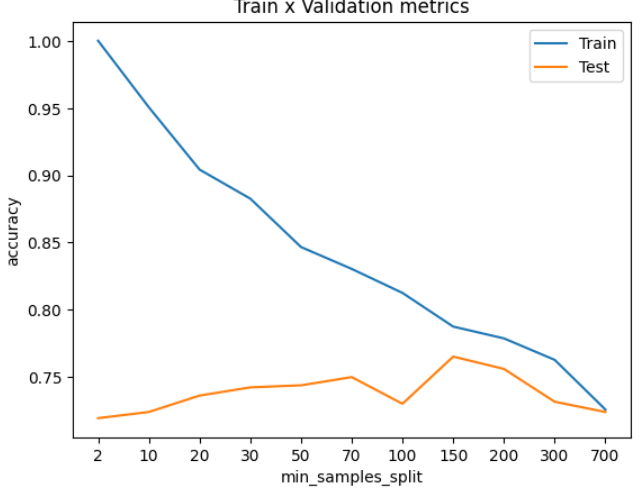 Train x Validation metrics
1.00
0.95
0.90
0.85
0.80
0.75
accuracy
Train
Test
2 10 20 30 50 70 100 150 200 300 700
min_samples_split